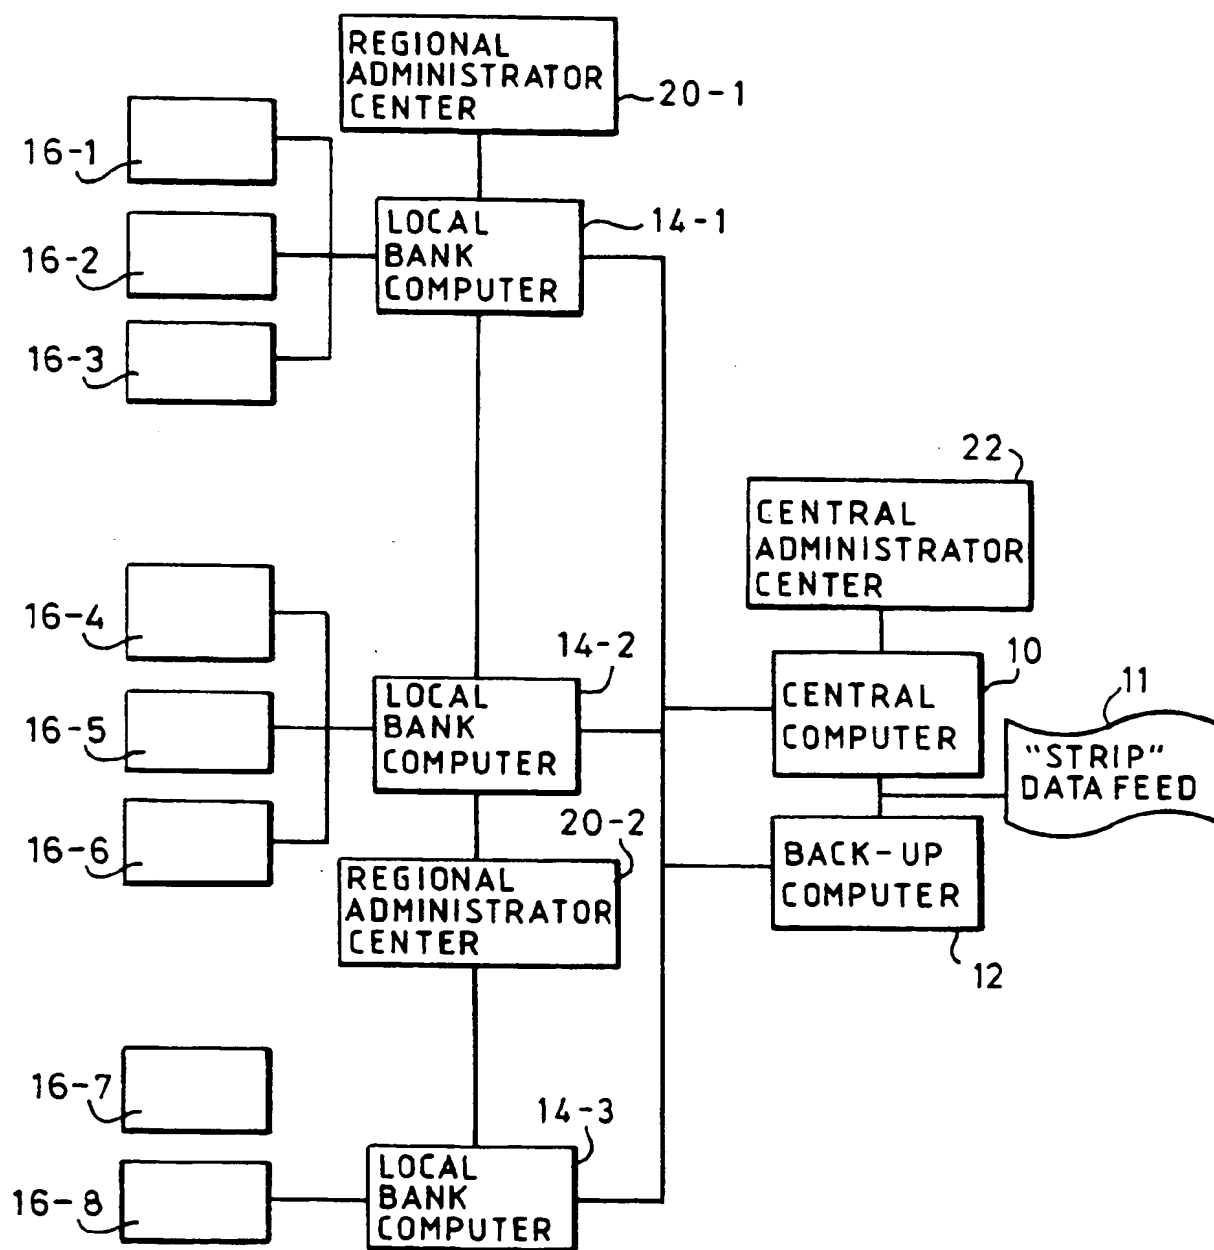 REGIONAL
ADMINISTRATOR
CENTER
20-1
16-1
LOCAL
BANK
COMPUTER
14-1
16-2
16-3
22
CENTRAL
ADMINISTRATOR
CENTER
16-4
14-2
10
LOCAL
BANK
COMPUTER
CENTRAL
COMPUTER
11
"STRIP"
DATA FEED
16-5
16-6
20-2
BACK-UP
COMPUTER
12
REGIONAL
ADMINISTRATOR
CENTER
16-7
14-3
LOCAL
BANK
COMPUTER
16-8